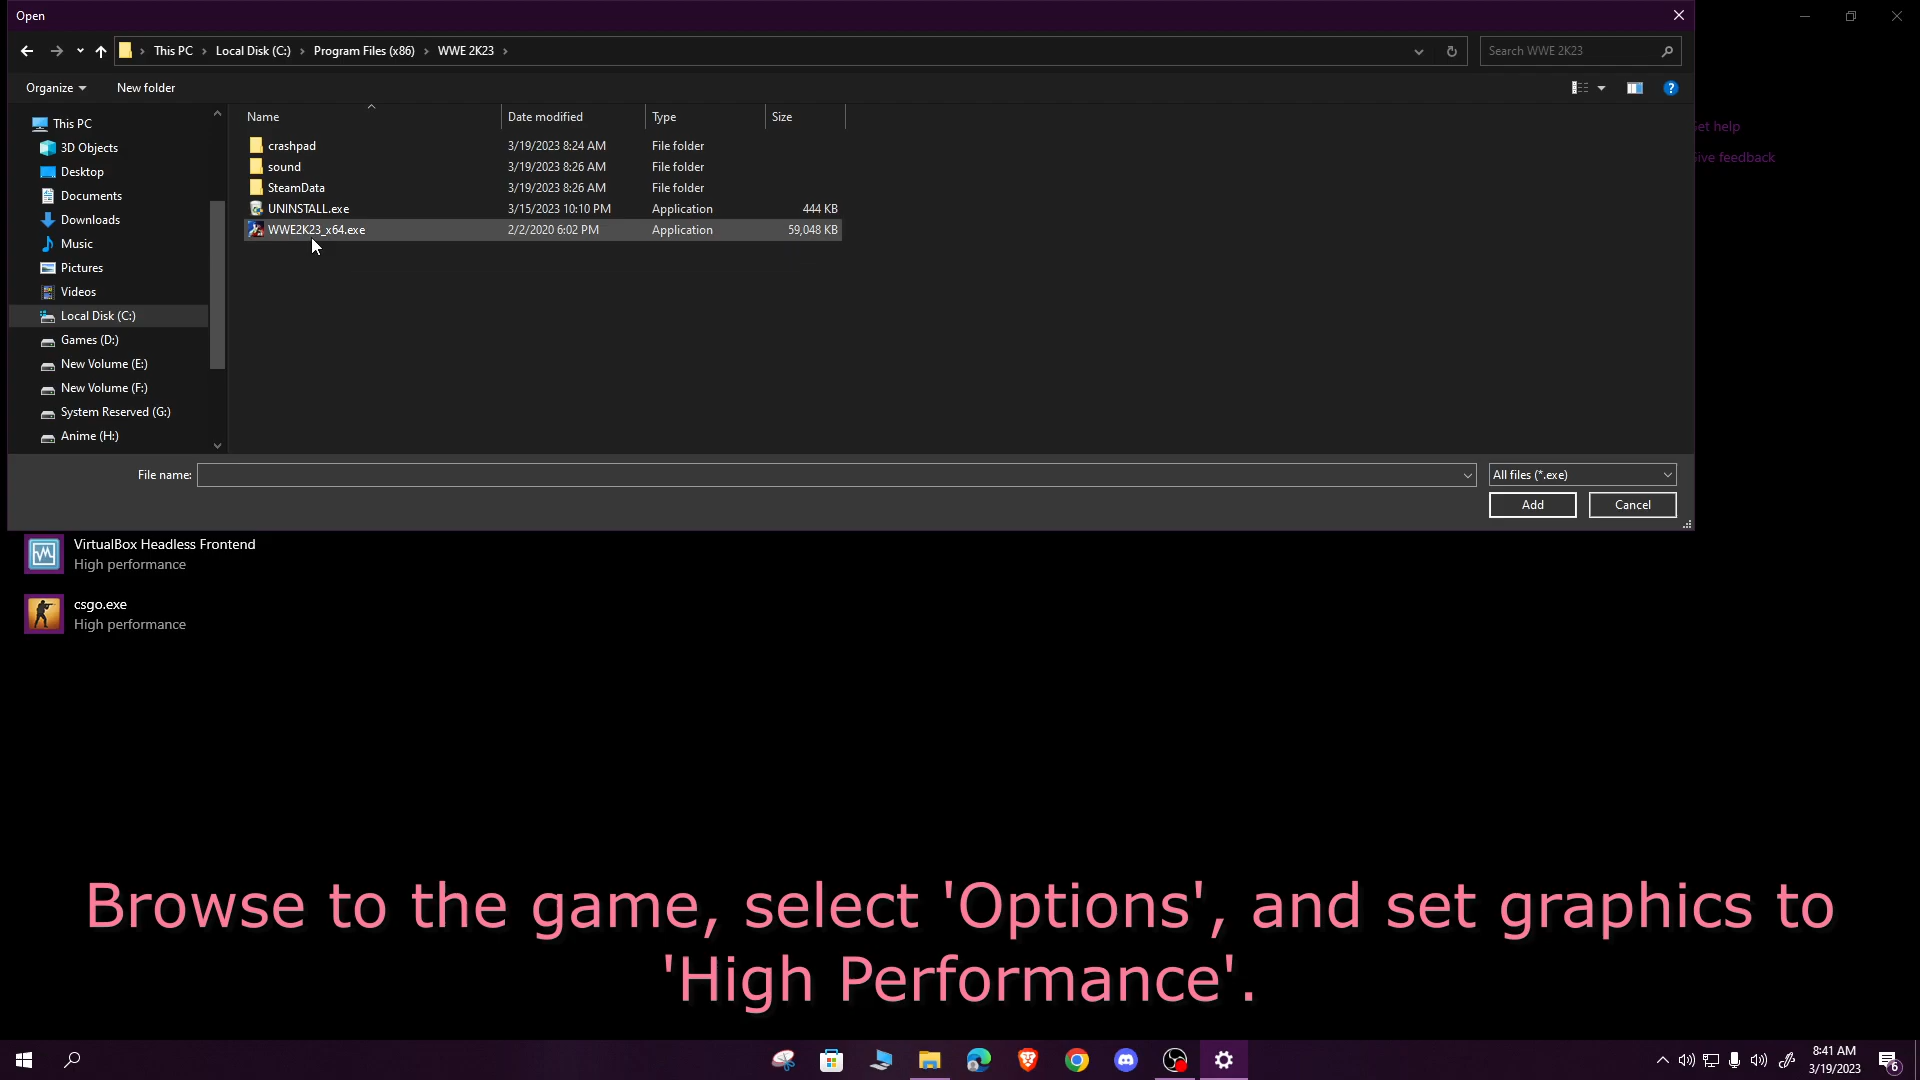 Open
This PC
Local Disk (C:)
Program Files (x86)
WWE 2K23
Search WWE 2K23
Organize
New folder
Name
Date modified
Type
Size
This PC
3D Objects
Desktop
Documents
Downloads
Music
Pictures
Videos
Local Disk (C:)
Games (D:)
New Volume (E:)
New Volume (F:)
System Reserved (G:)
Anime (H:)
crashpad 3/19/2023 8:24 AM File folder
sound 3/19/2023 8:26 AM File folder
SteamData 3/19/2023 8:26 AM File folder
UNINSTALL.exe 3/15/2023 10:10 PM Application 444 KB
WWE2K23_x64.exe 2/2/2020 6:02 PM Application 59,048 KB
et help
ive feedback
File name:
All files (*.exe)
Add
Cancel
VirtualBox Headless Frontend
High performance
csgo.exe
High performance
Browse to the game, select 'Options', and set graphics to
'High Performance'.
8:41 AM
3/19/2023
6